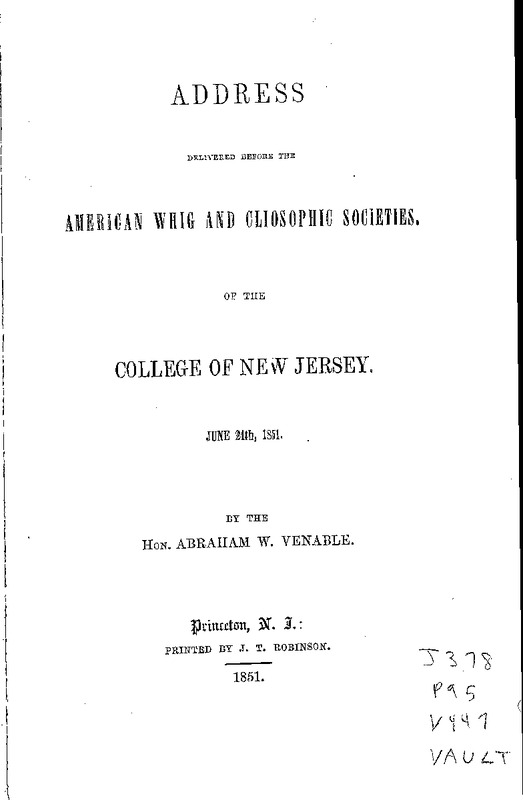 ADDRESS
DELIVERED BEFORE THE
AMERICAN WHIG AND CLIOSOPHIC SOCIETIES.
OF THE
COLLEGE OF NEW JERSEY.
JUNE 24th, 1851.
BY THE
HON. ABRAHAM W. VENABLE.
Princeton, N. J.:
PRINTED BY J. T. ROBINSON.
1851.
J378
P95
V447
VAULT